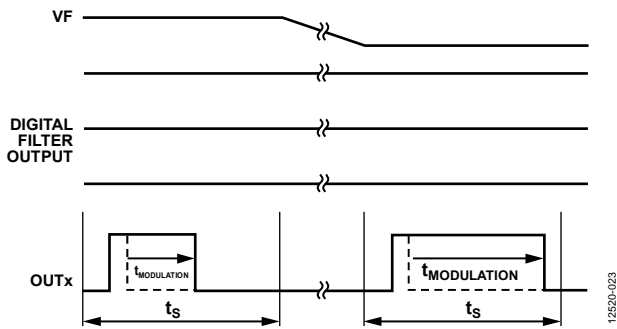 VF
DIGITAL
FILTER
OUTPUT
OUTx
tMODULATION
tMODULATION
tS
tS
12520-023